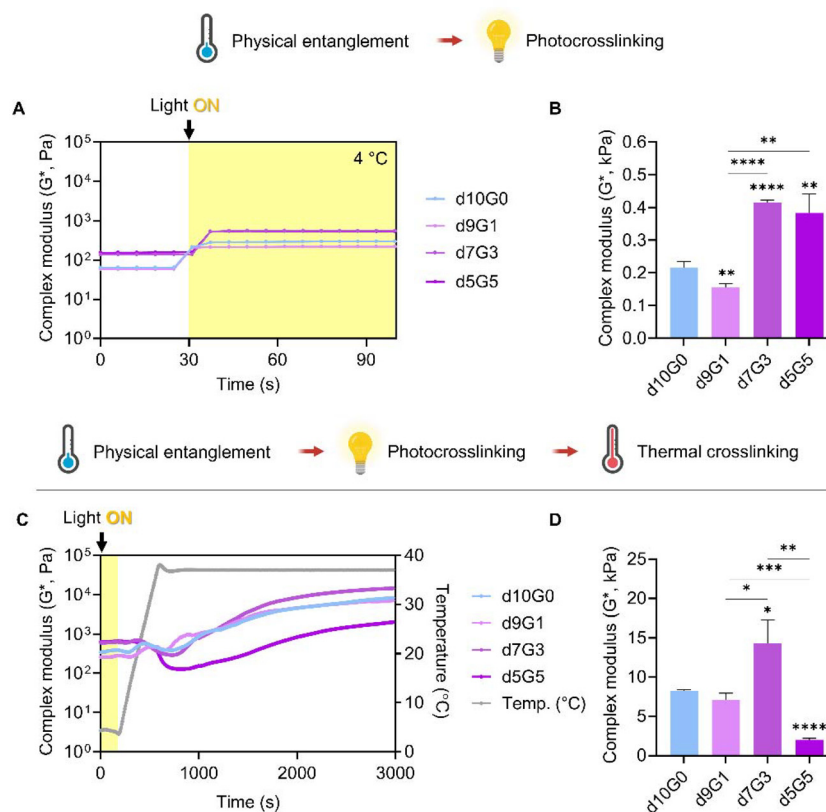 Physical entanglement Photocrosslinking
A
Light ON
Complex modulus (G*, Pa)
10⁵
10⁴
10³
10²
10¹
10⁰
4 °C
0 30 60 90
Time (s)
d10G0
d9G1
d7G3
d5G5
B
Complex modulus (G*, kPa)
0.6
0.5
0.4
0.3
0.2
0.1
0.0
**
****
**** **
**
d10G0 d9G1 d7G3 d5G5
Physical entanglement Photocrosslinking Thermal crosslinking
C
Light ON
Complex modulus (G*, Pa)
10⁵
10⁴
10³
10²
10¹
10⁰
0 1000 2000 3000
Time (s)
40
30
20
10
0
Temperature (°C)
d10G0
d9G1
d7G3
d5G5
Temp. (°C)
D
Complex modulus (G*, kPa)
25
20
15
10
5
0
**
***
*
*
****
d10G0 d9G1 d7G3 d5G5